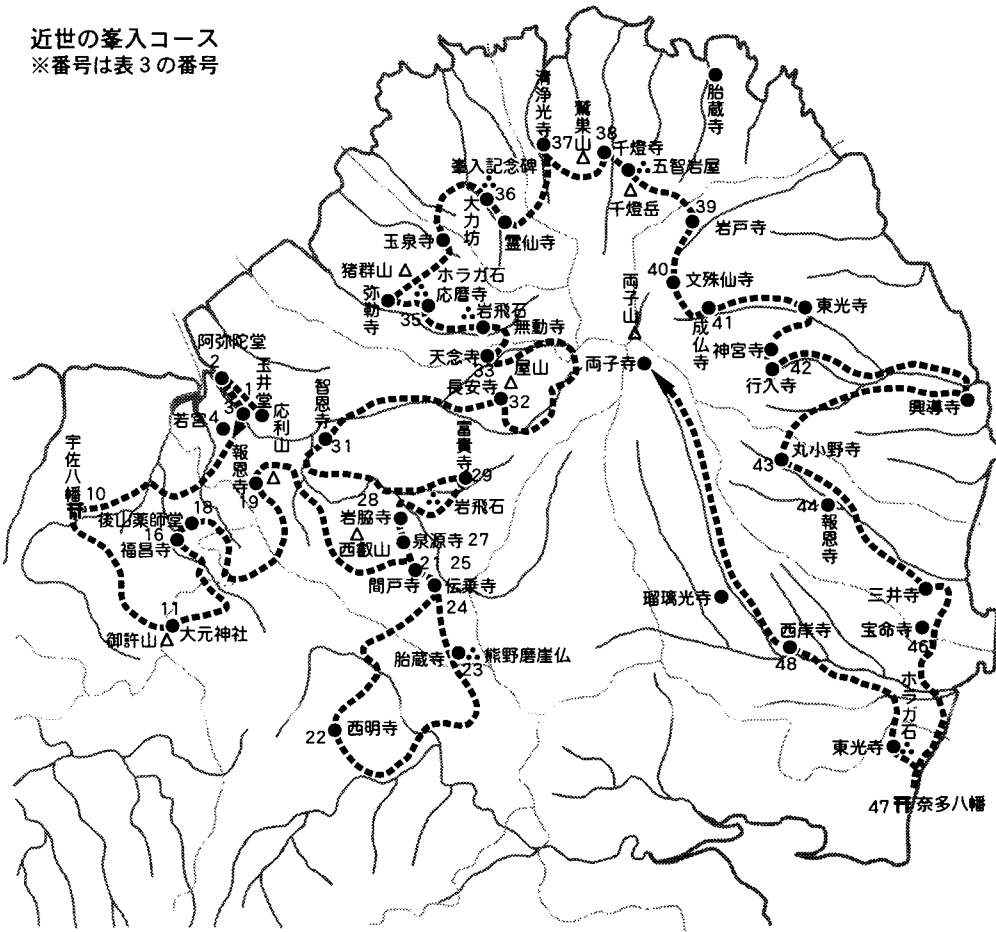 近世の峯入コース
※番号は表3の番号
胎蔵寺
清浄光寺
37
鷲巣山
38
千燈寺
五智岩屋
千燈岳
峯入記念碑
36
大力坊
霊仙寺
39
岩戸寺
玉泉寺
猪群山
ホラガ石
応暦寺
弥勒寺
35
岩飛石
無動寺
40
文殊仙寺
両子山
41
成仏寺
東光寺
天念寺
33
屋山
長安寺
32
両子寺
神宮寺
42
行入寺
興導寺
阿弥陀堂
2
玉井堂
1
3
若宮
4
応利山
智恩寺
31
富貴寺
29
丸小野寺
43
宇佐八幡
10
報恩寺
19
18
後山薬師堂
16
福昌寺
28
岩飛石
岩脇寺
西叡山
泉源寺
27
21
25
間戸寺
伝乗寺
24
44
報恩寺
11
御許山
大元神社
瑠璃光寺
三井寺
宝命寺
46
西岸寺
48
胎蔵寺
熊野磨崖仏
23
ホラガ石
22
西明寺
東光寺
47
奈多八幡